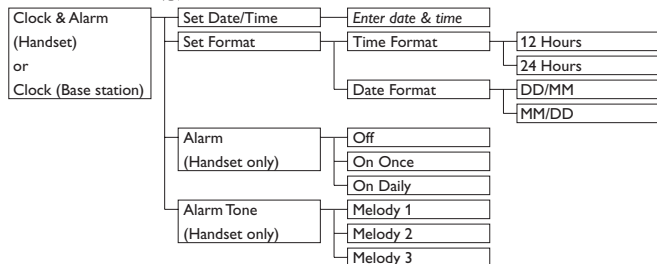 Clock & Alarm
(Handset)
or
Clock (Base station)
Set Date/Time
Enter date & time
Set Format
Time Format
12 Hours
24 Hours
Date Format
DD/MM
MM/DD
Alarm
(Handset only)
Off
On Once
On Daily
Alarm Tone
(Handset only)
Melody 1
Melody 2
Melody 3